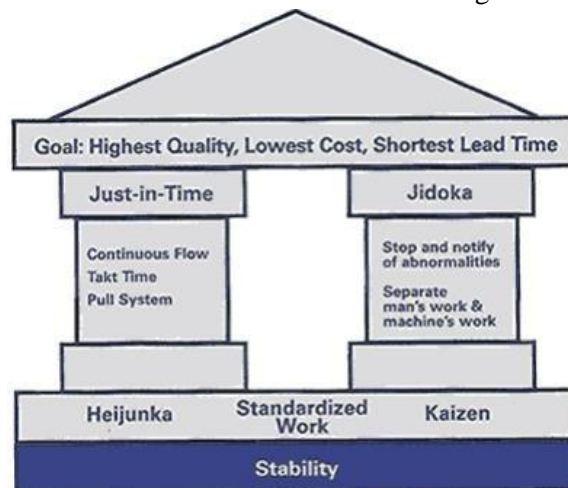 Goal: Highest Quality, Lowest Cost, Shortest Lead Time
Just-in-Time
Continuous Flow
Takt Time
Pull System
Jidoka
Stop and notify
of abnormalities
Separate
man's work &
machine's work
Heijunka
Standardized
Work
Kaizen
Stability